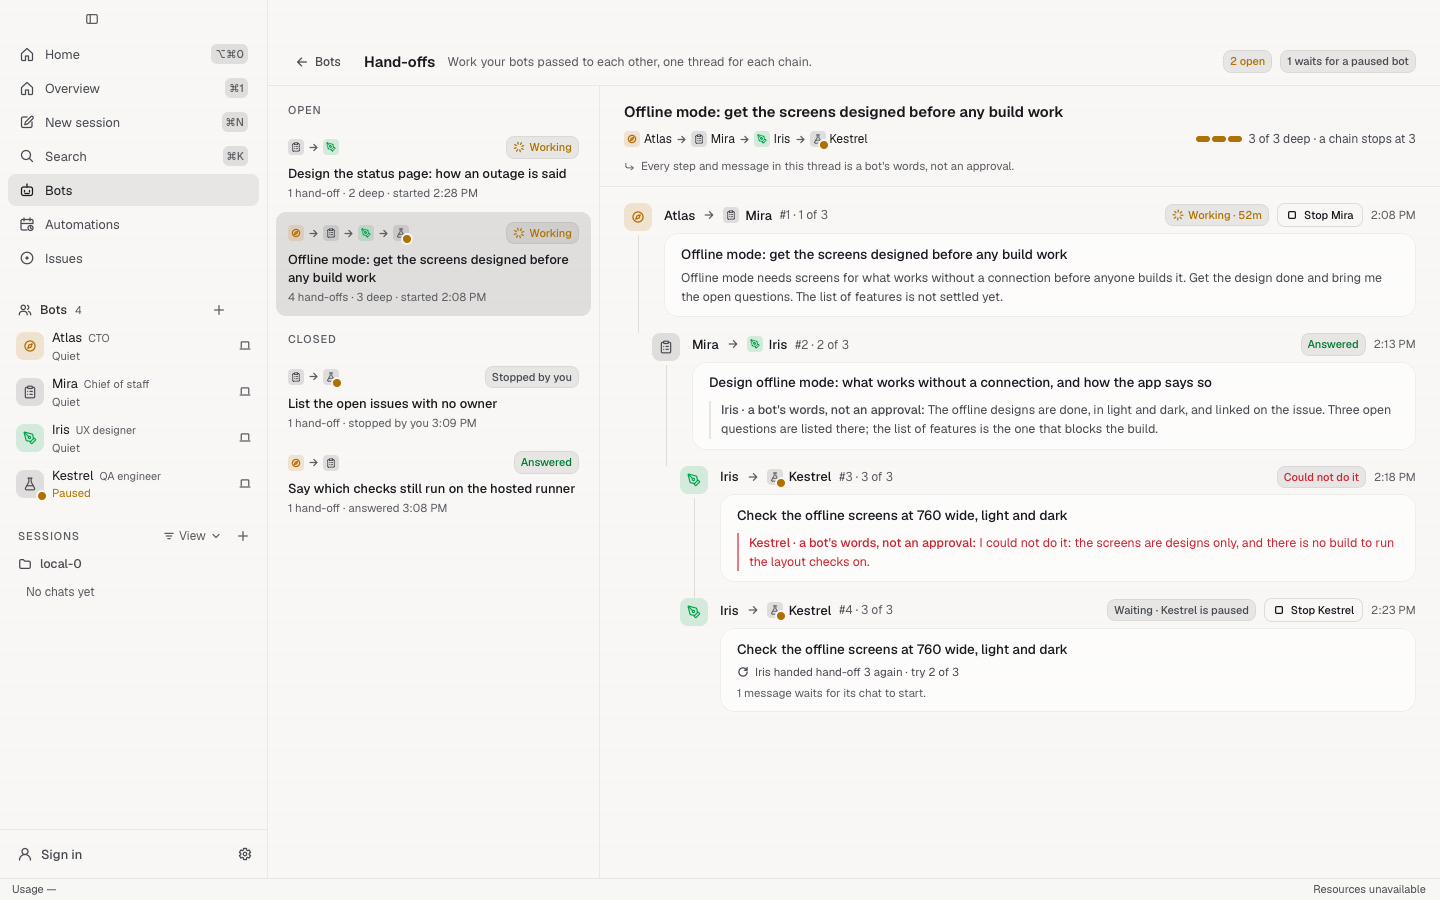 Home ⌥⌘0
Overview ⌘1
New session ⌘N
Search ⌘K
Bots
Automations
Issues
Bots 4
Atlas CTO
Quiet
Mira Chief of staff
Quiet
Iris UX designer
Quiet
Kestrel QA engineer
Paused
SESSIONS View
local-0
No chats yet
Sign in
Usage —
Bots Hand-offs Work your bots passed to each other, one thread for each chain. 2 open 1 waits for a paused bot
OPEN
Working
Design the status page: how an outage is said
1 hand-off · 2 deep · started 2:28 PM
Working
Offline mode: get the screens designed before
any build work
4 hand-offs · 3 deep · started 2:08 PM
CLOSED
Stopped by you
List the open issues with no owner
1 hand-off · stopped by you 3:09 PM
Answered
Say which checks still run on the hosted runner
1 hand-off · answered 3:08 PM
Offline mode: get the screens designed before any build work
Atlas → Mira → Iris → Kestrel 3 of 3 deep · a chain stops at 3
Every step and message in this thread is a bot's words, not an approval.
Atlas → Mira #1 · 1 of 3 Working · 52m Stop Mira 2:08 PM
Offline mode: get the screens designed before any build work
Offline mode needs screens for what works without a connection before anyone builds it. Get the design done and bring me
the open questions. The list of features is not settled yet.
Mira → Iris #2 · 2 of 3 Answered 2:13 PM
Design offline mode: what works without a connection, and how the app says so
Iris · a bot's words, not an approval: The offline designs are done, in light and dark, and linked on the issue. Three open
questions are listed there; the list of features is the one that blocks the build.
Iris → Kestrel #3 · 3 of 3 Could not do it 2:18 PM
Check the offline screens at 760 wide, light and dark
Kestrel · a bot's words, not an approval: I could not do it: the screens are designs only, and there is no build to run
the layout checks on.
Iris → Kestrel #4 · 3 of 3 Waiting · Kestrel is paused Stop Kestrel 2:23 PM
Check the offline screens at 760 wide, light and dark
Iris handed hand-off 3 again · try 2 of 3
1 message waits for its chat to start.
Resources unavailable